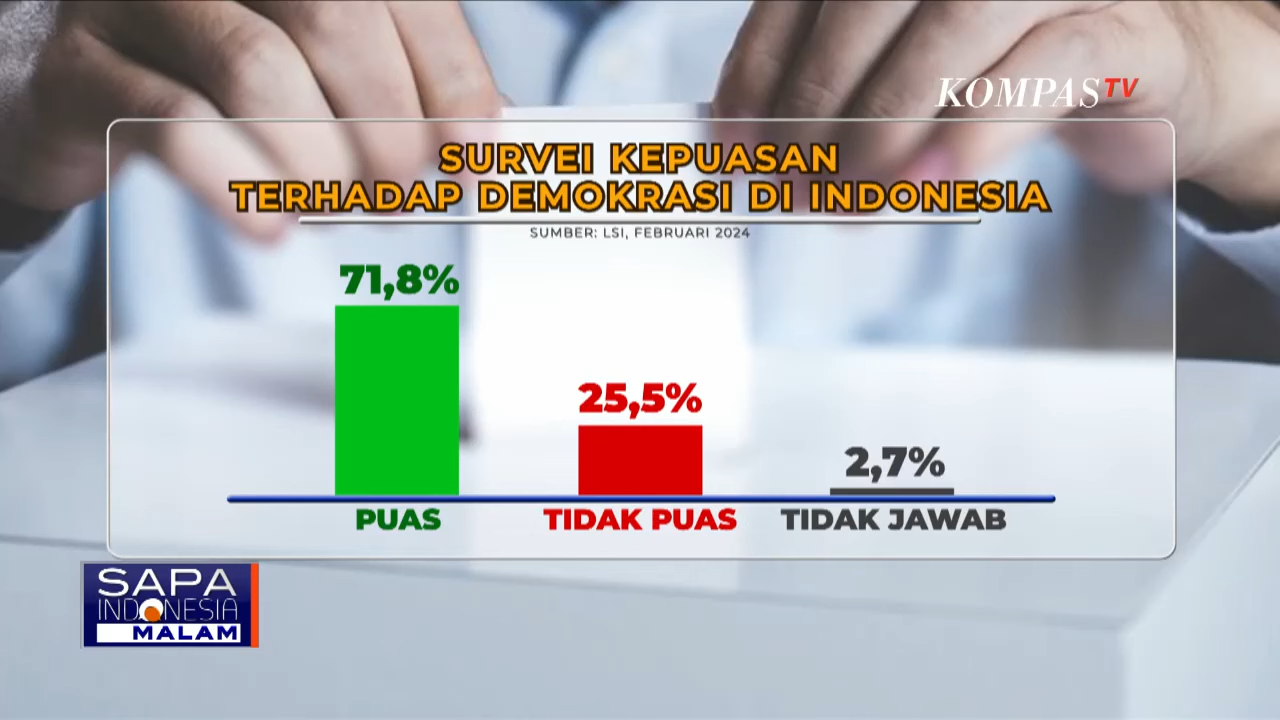 KOMPASTV
SURVEI KEPUASAN
TERHADAP DEMOKRASI DI INDONESIA
SUMBER: LSI, FEBRUARI 2024
71,8%
25,5%
2,7%
PUAS
TIDAK PUAS
TIDAK JAWAB
SAPA
INDONESIA
MALAM